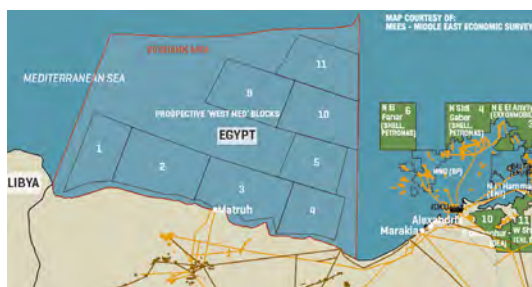 MAP COURTESY OF:
MEES - MIDDLE EAST ECONOMIC SURVEY
11
MEDITERRANEAN SEA
PROSPECTIVE 'WEST MED' BLOCKS
10
EGYPT
1
2
5
3
4
LIBYA
Matruh
N El
Fanar
(SHELL,
PETRONAS)
6
N Sidi
Gaber
(SHELL,
PETRONAS)
4
Alexandria
Marakia
10
11